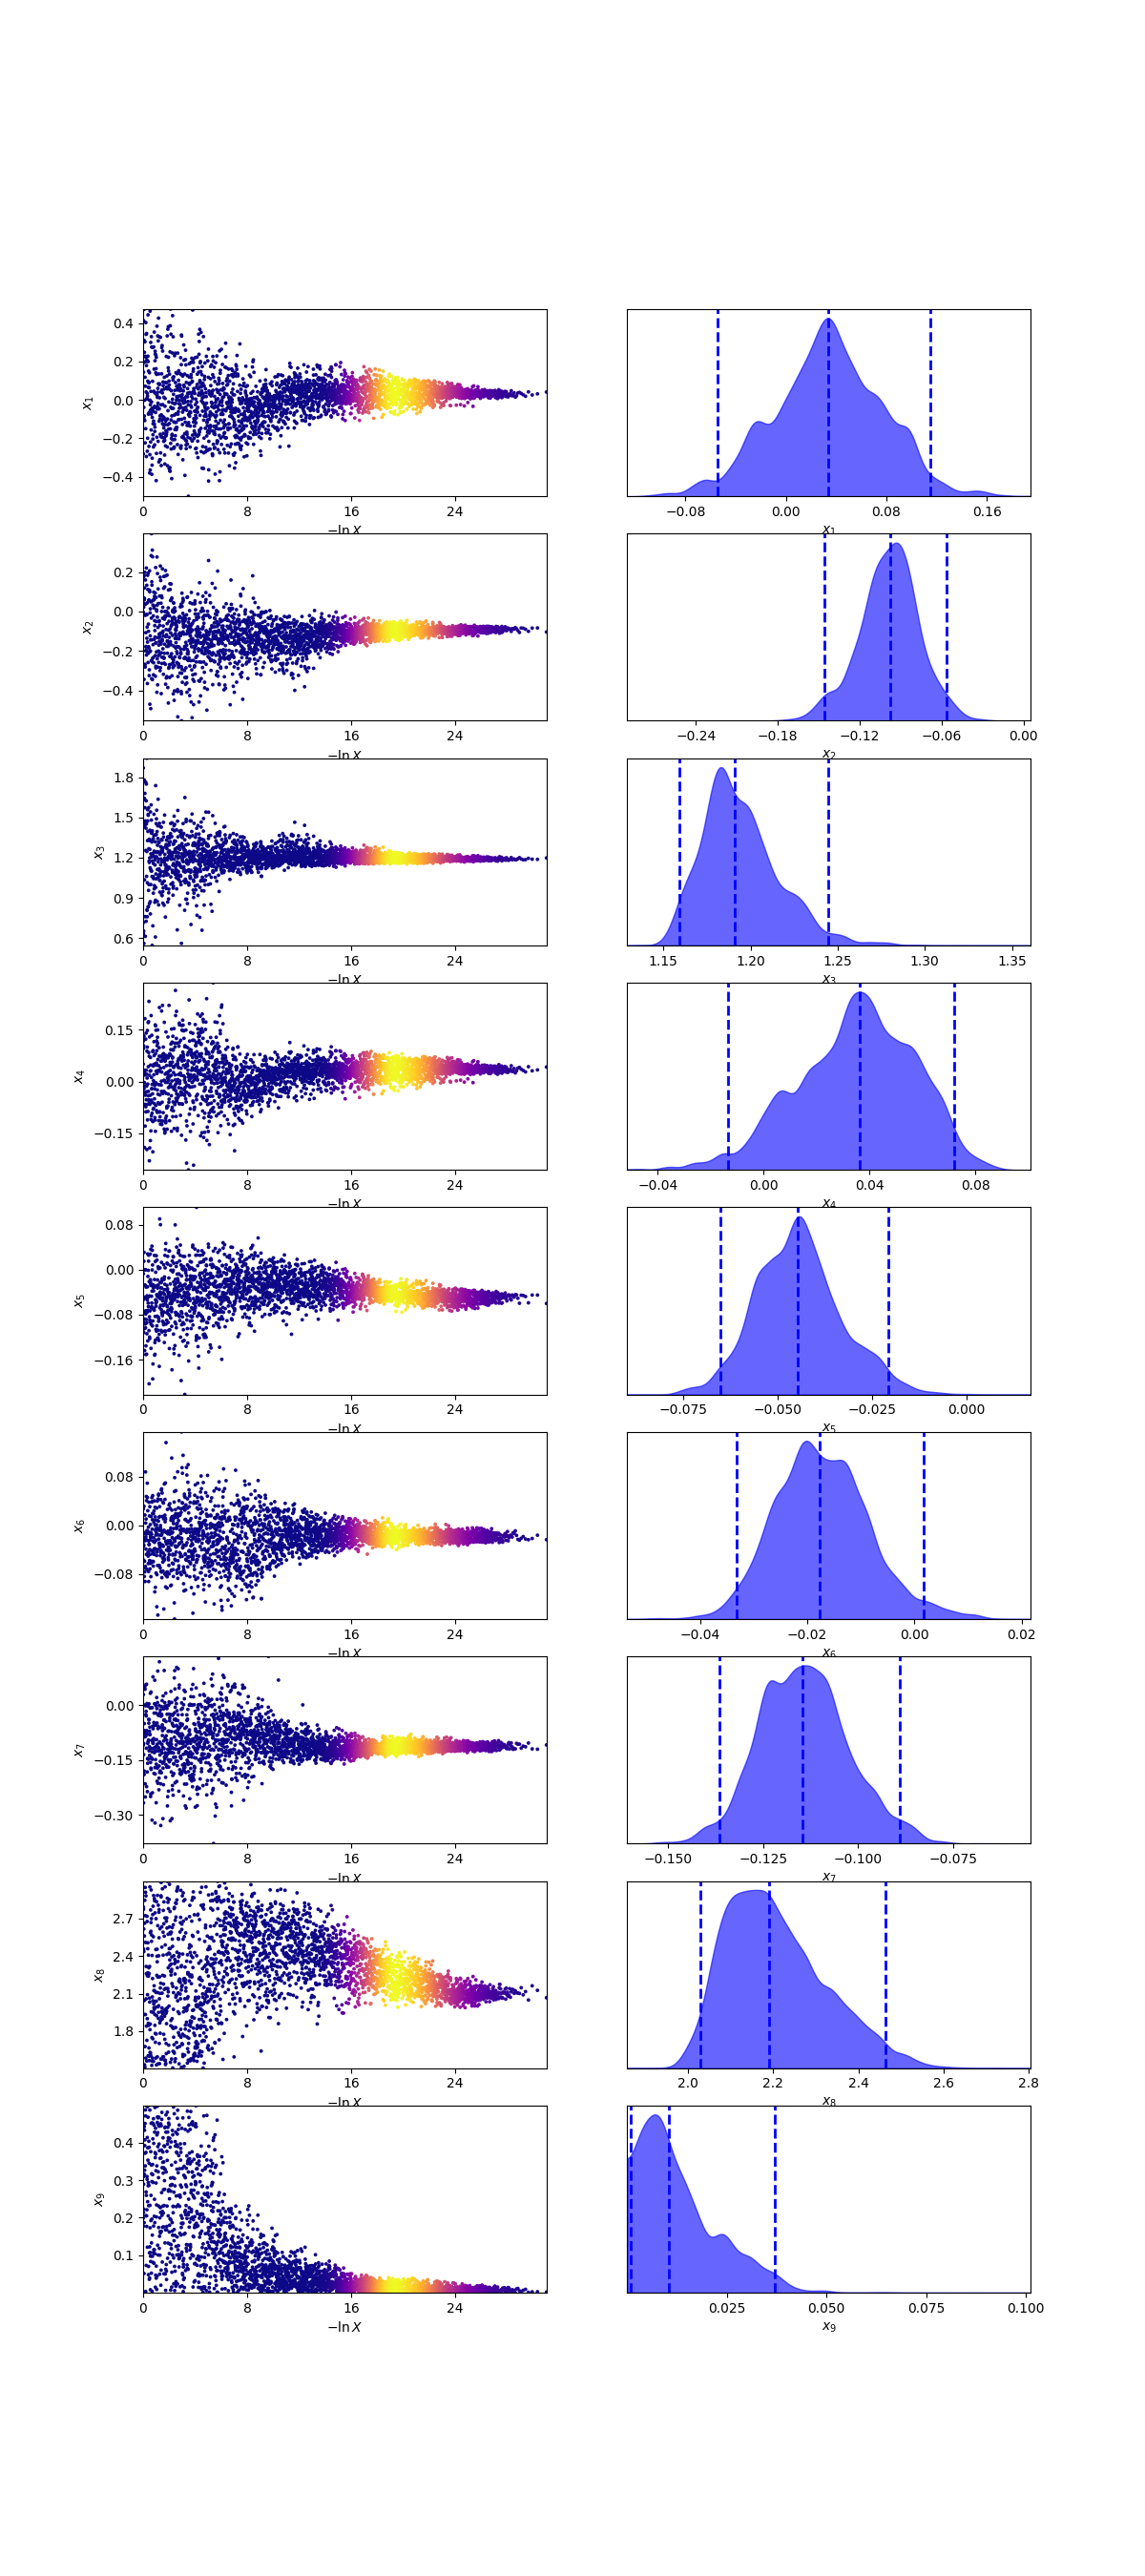 0.4
0.2
0.0
−0.2
−0.4
x₁
0 8 16 24
−ln X
−0.08 0.00 0.08 0.16
x₁
0.2
0.0
−0.2
−0.4
x₂
0 8 16 24
−ln X
−0.24 −0.18 −0.12 −0.06 0.00
x₂
1.8
1.5
1.2
0.9
0.6
x₃
0 8 16 24
−ln X
1.15 1.20 1.25 1.30 1.35
x₃
0.15
0.00
−0.15
x₄
0 8 16 24
−ln X
−0.04 0.00 0.04 0.08
x₄
0.08
0.00
−0.08
−0.16
x₅
0 8 16 24
−ln X
−0.075 −0.050 −0.025 0.000
x₅
0.08
0.00
−0.08
x₆
0 8 16 24
−ln X
−0.04 −0.02 0.00 0.02
x₆
0.00
−0.15
−0.30
x₇
0 8 16 24
−ln X
−0.150 −0.125 −0.100 −0.075
x₇
2.7
2.4
2.1
1.8
x₈
0 8 16 24
−ln X
2.0 2.2 2.4 2.6 2.8
x₈
0.4
0.3
0.2
0.1
x₉
0 8 16 24
−ln X
0.025 0.050 0.075 0.100
x₉